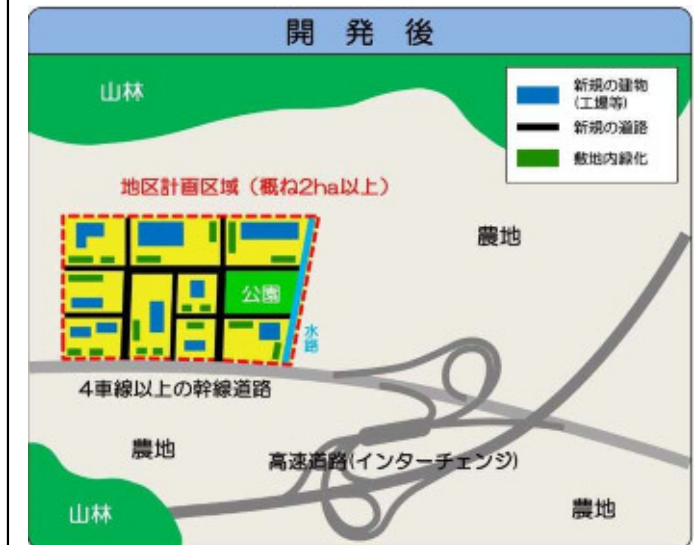 開発後
山林
新規の建物
(工場等)
新規の道路
敷地内緑化
地区計画区域（概ね2ha以上）
農地
公園
水路
4車線以上の幹線道路
農地
高速道路(インターチェンジ)
山林
農地